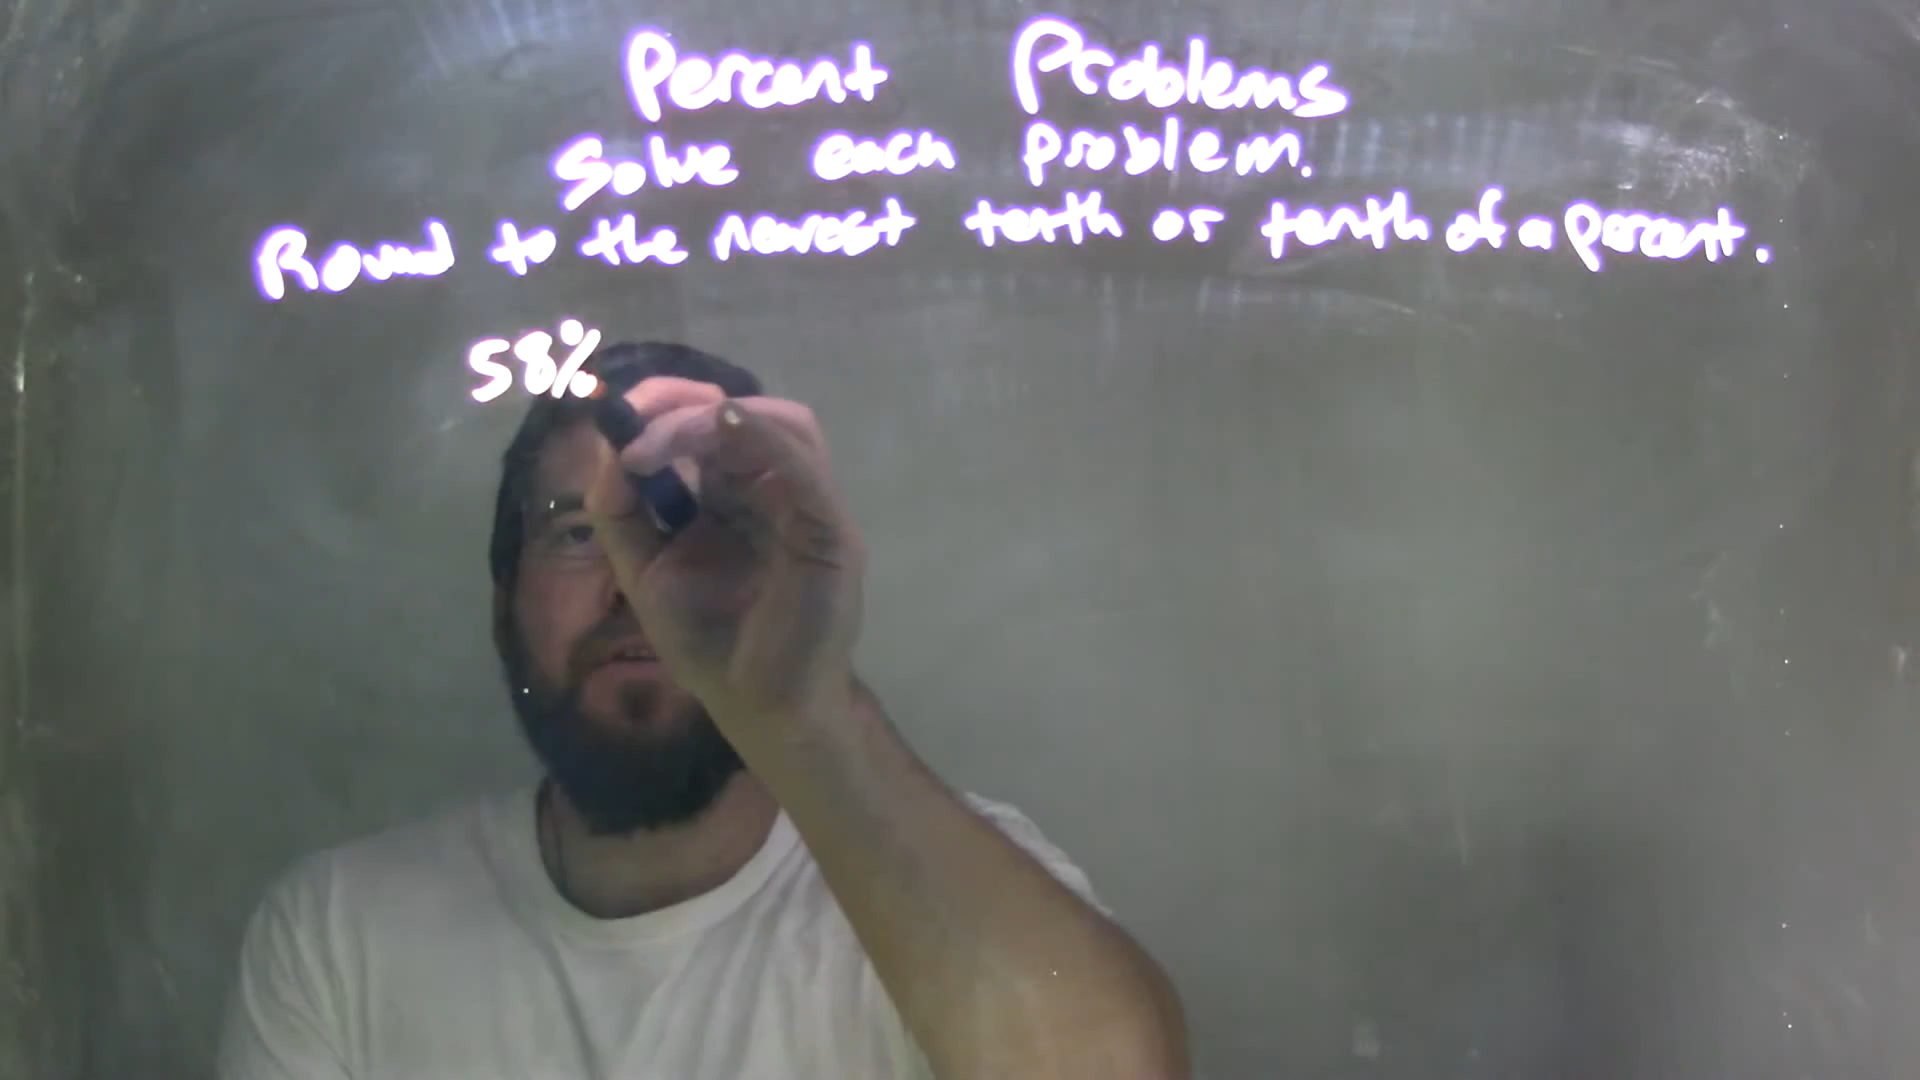 Percent Problems
Solve each problem.
Round to the nearest tenth or tenth of a percent.
58%